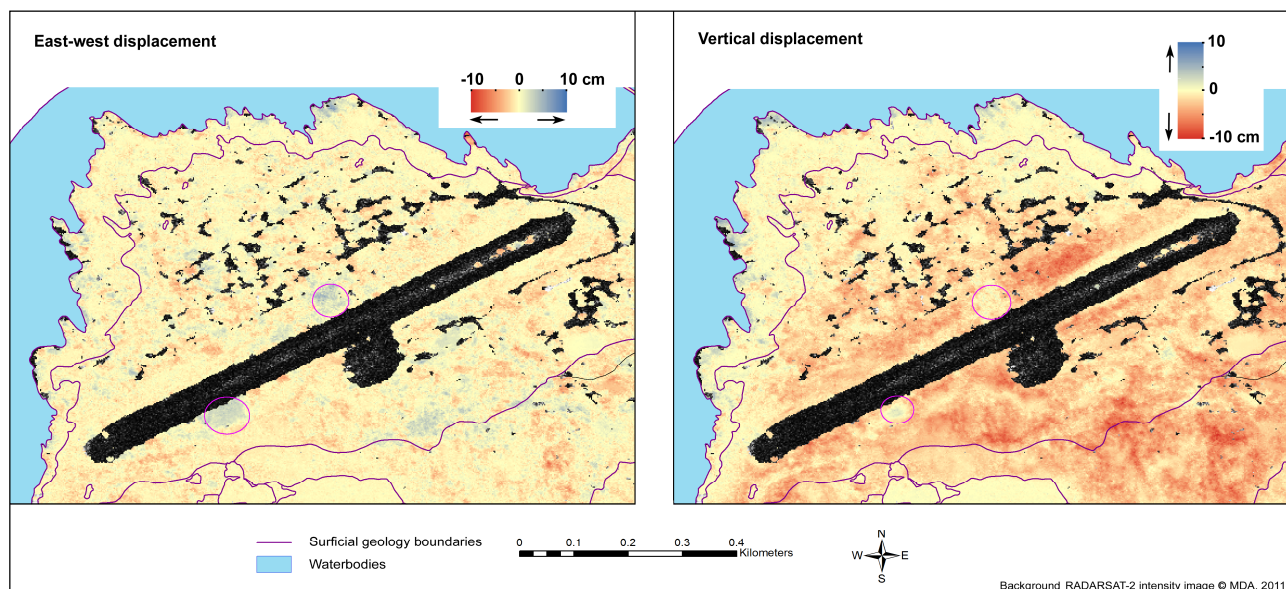 East-west displacement
-10 0 10 cm
Vertical displacement
10
0
-10 cm
Surficial geology boundaries
Waterbodies
0 0.1 0.2 0.3 0.4
Kilometers
N
W E
S
Background RADARSAT-2 intensity image © MDA, 2011